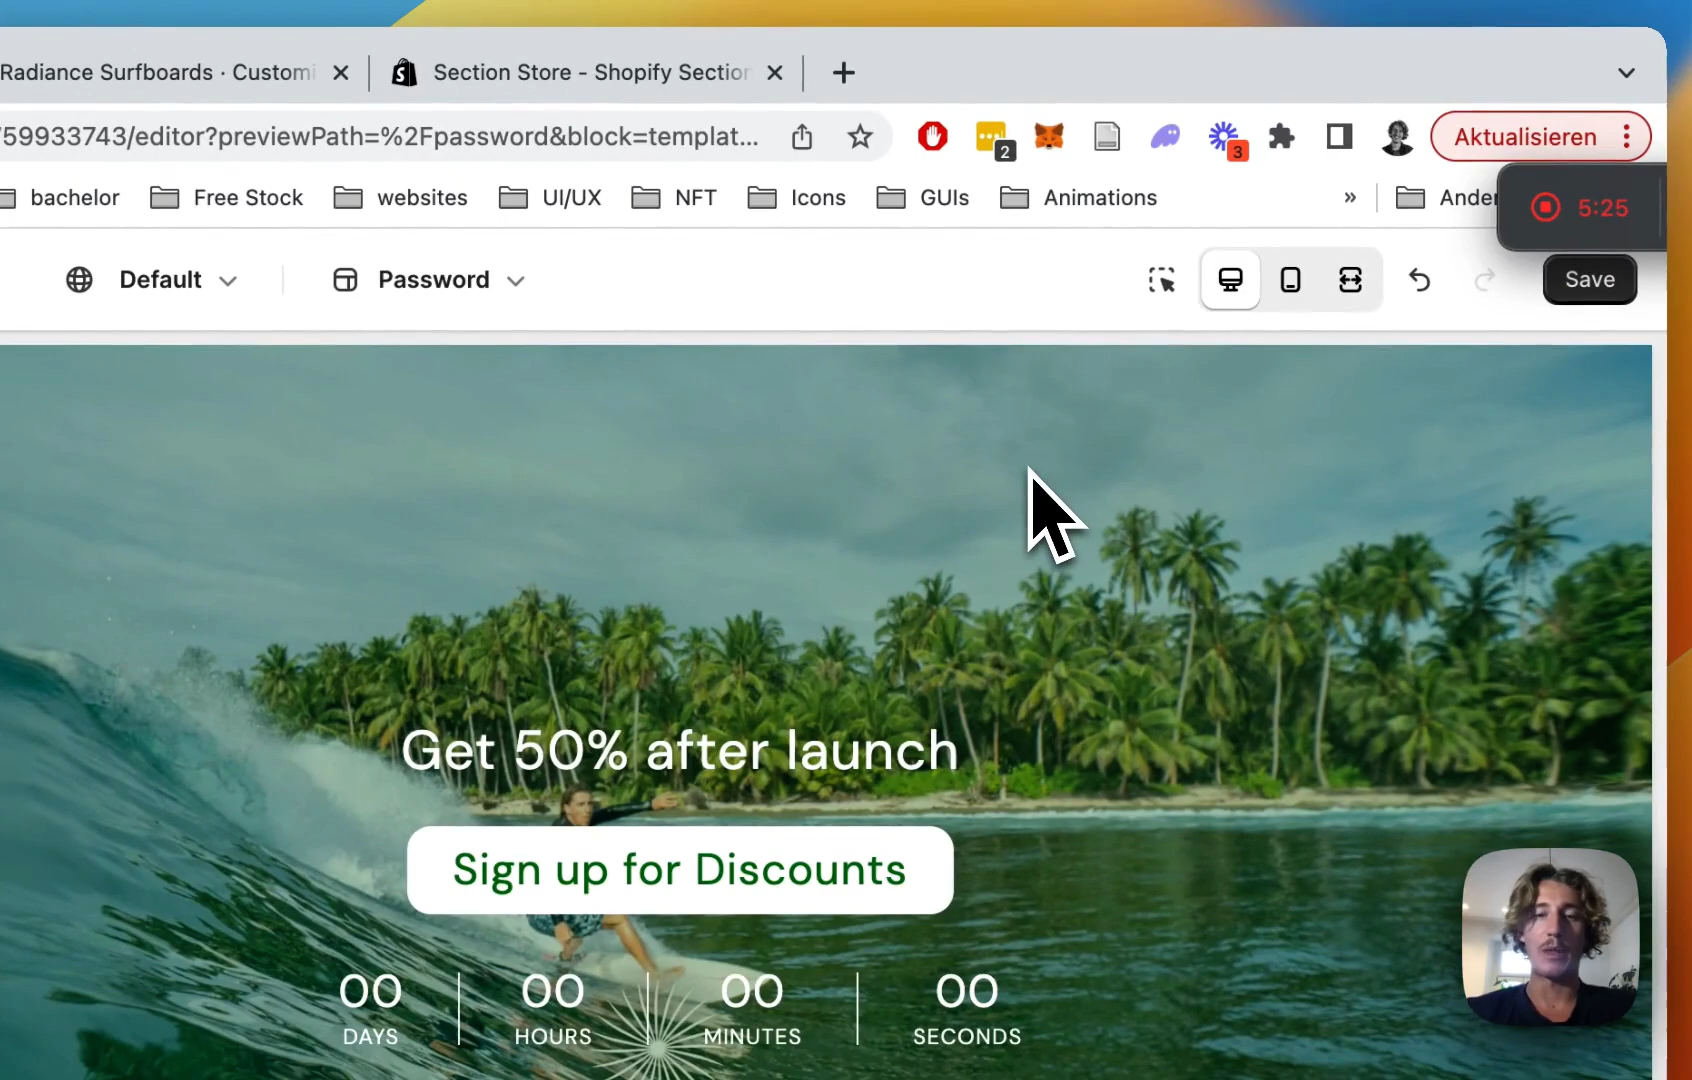 Radiance Surfboards · Customi
Section Store - Shopify Section
759933743/editor?previewPath=%2Fpassword&block=templat...
2
3
Aktualisieren
bachelor
Free Stock
websites
UI/UX
NFT
Icons
GUIs
Animations
»
Ander
5:25
Default
Password
Save
Get 50% after launch
Sign up for Discounts
00 00 00 00
DAYS HOURS MINUTES SECONDS